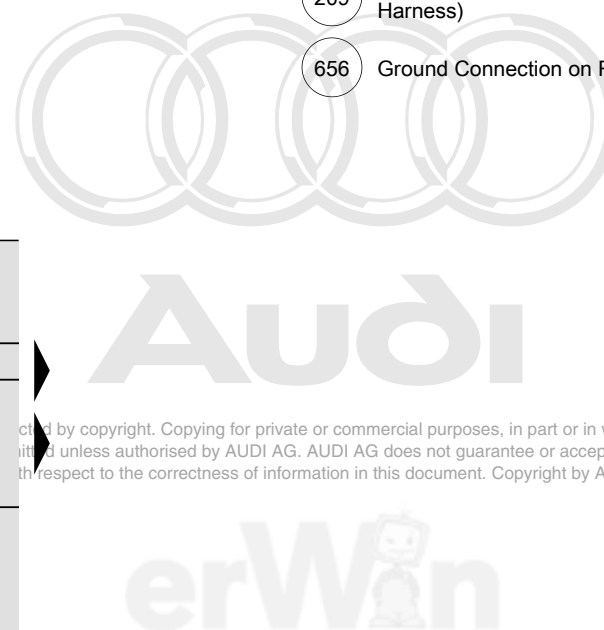 Harness)
656 Ground Connection on
Audi
by copyright. Copying for private or commercial purposes, in part or in
unless authorised by AUDI AG. AUDI AG does not guarantee or
respect to the correctness of information in this document. Copyright by
erWin